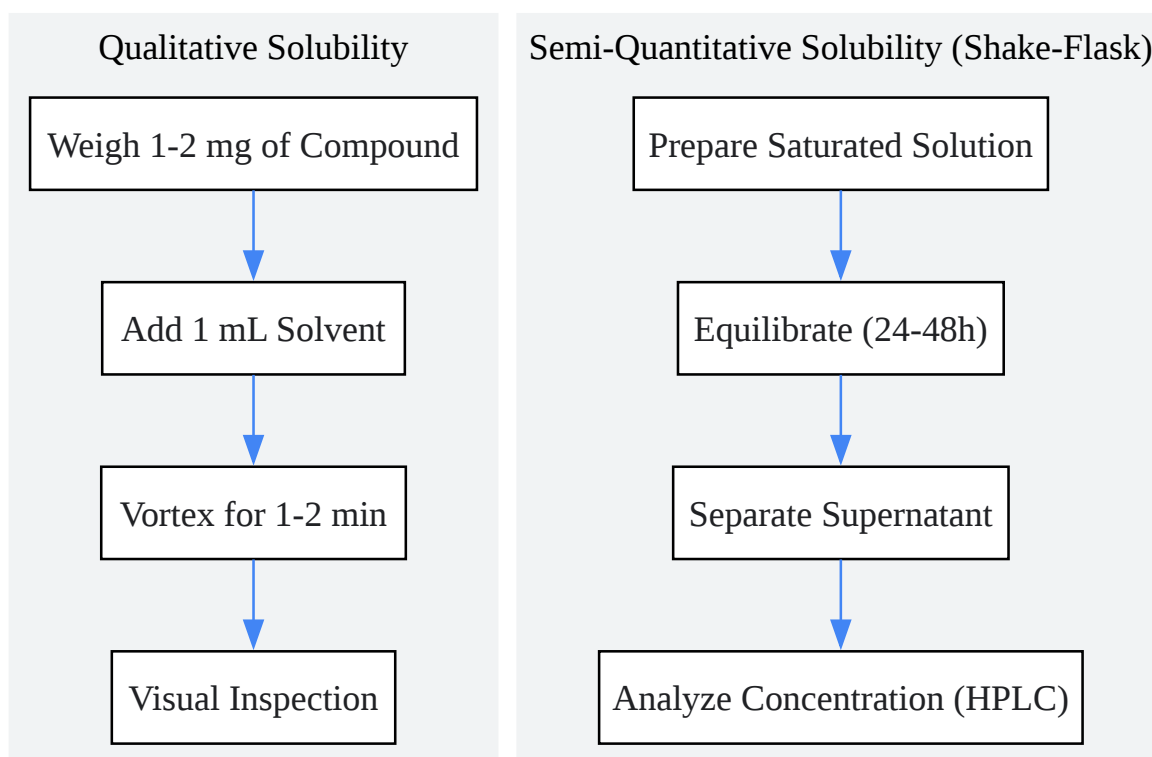 Qualitative Solubility
Weigh 1-2 mg of Compound
Add 1 mL Solvent
Vortex for 1-2 min
Visual Inspection
Semi-Quantitative Solubility (Shake-Flask)
Prepare Saturated Solution
Equilibrate (24-48h)
Separate Supernatant
Analyze Concentration (HPLC)